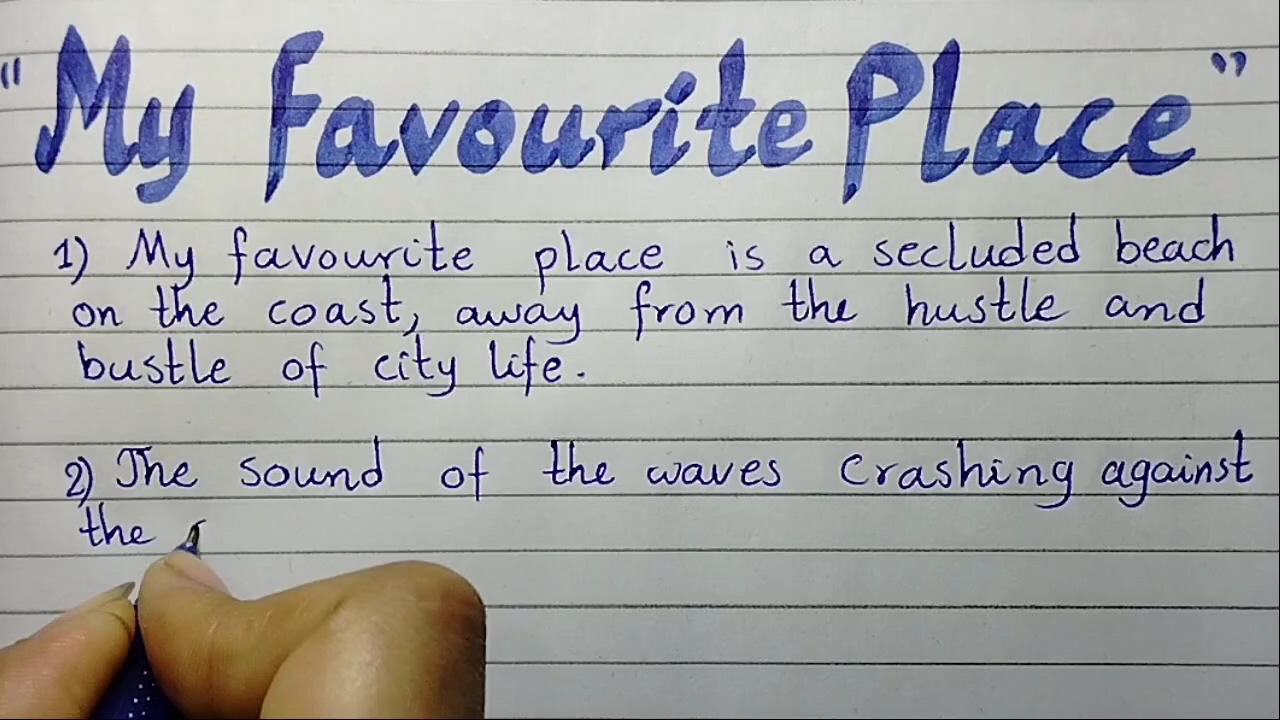 "My Favourite Place"
1) My favourite place is a secluded beach
on the coast, away from the hustle and
bustle of city life.
2) The sound of the waves crashing against
the